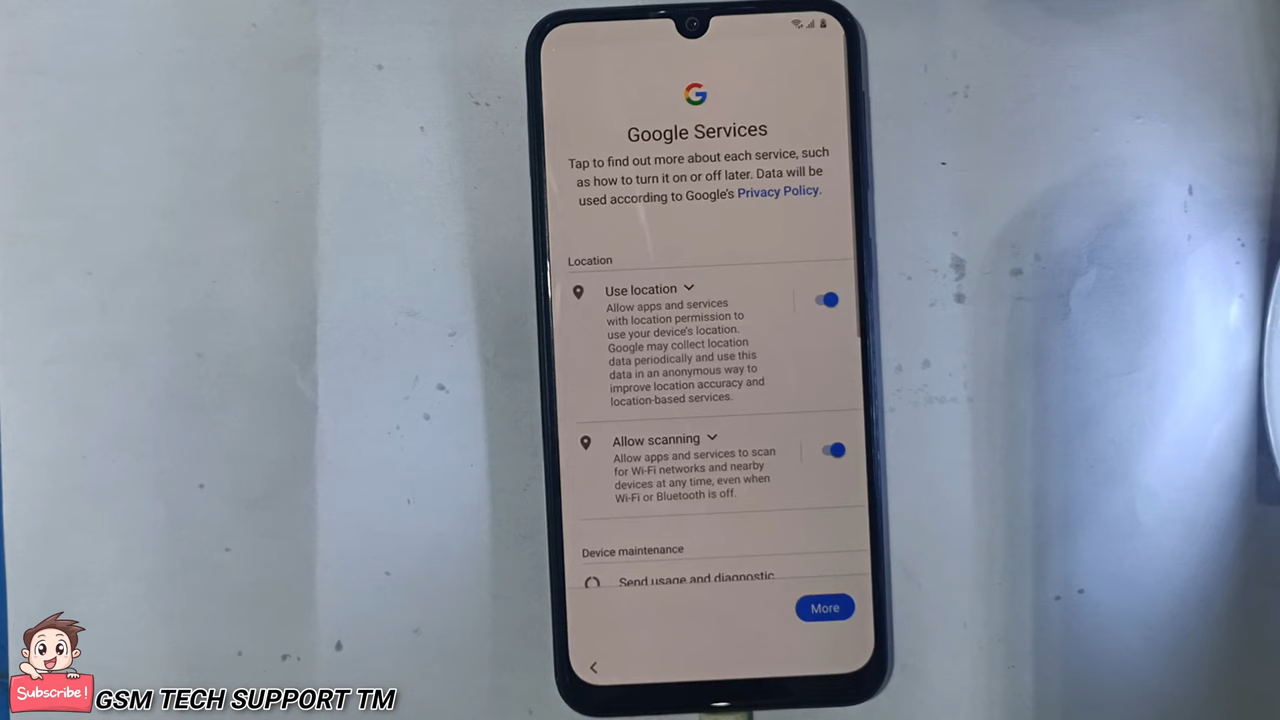 Google Services
Tap to find out more about each service, such
as how to turn it on or off later. Data will be
used according to Google's Privacy Policy.
Location
Use location
Allow apps and services
with location permission to
use your device's location.
Google may collect location
data periodically and use this
data in an anonymous way to
improve location accuracy and
location-based services.
Allow scanning
Allow apps and services to scan
for Wi-Fi networks and nearby
devices at any time, even when
Wi-Fi or Bluetooth is off.
Device maintenance
Send usage and diagnostic
More
Subscribe!
GSM TECH SUPPORT TM